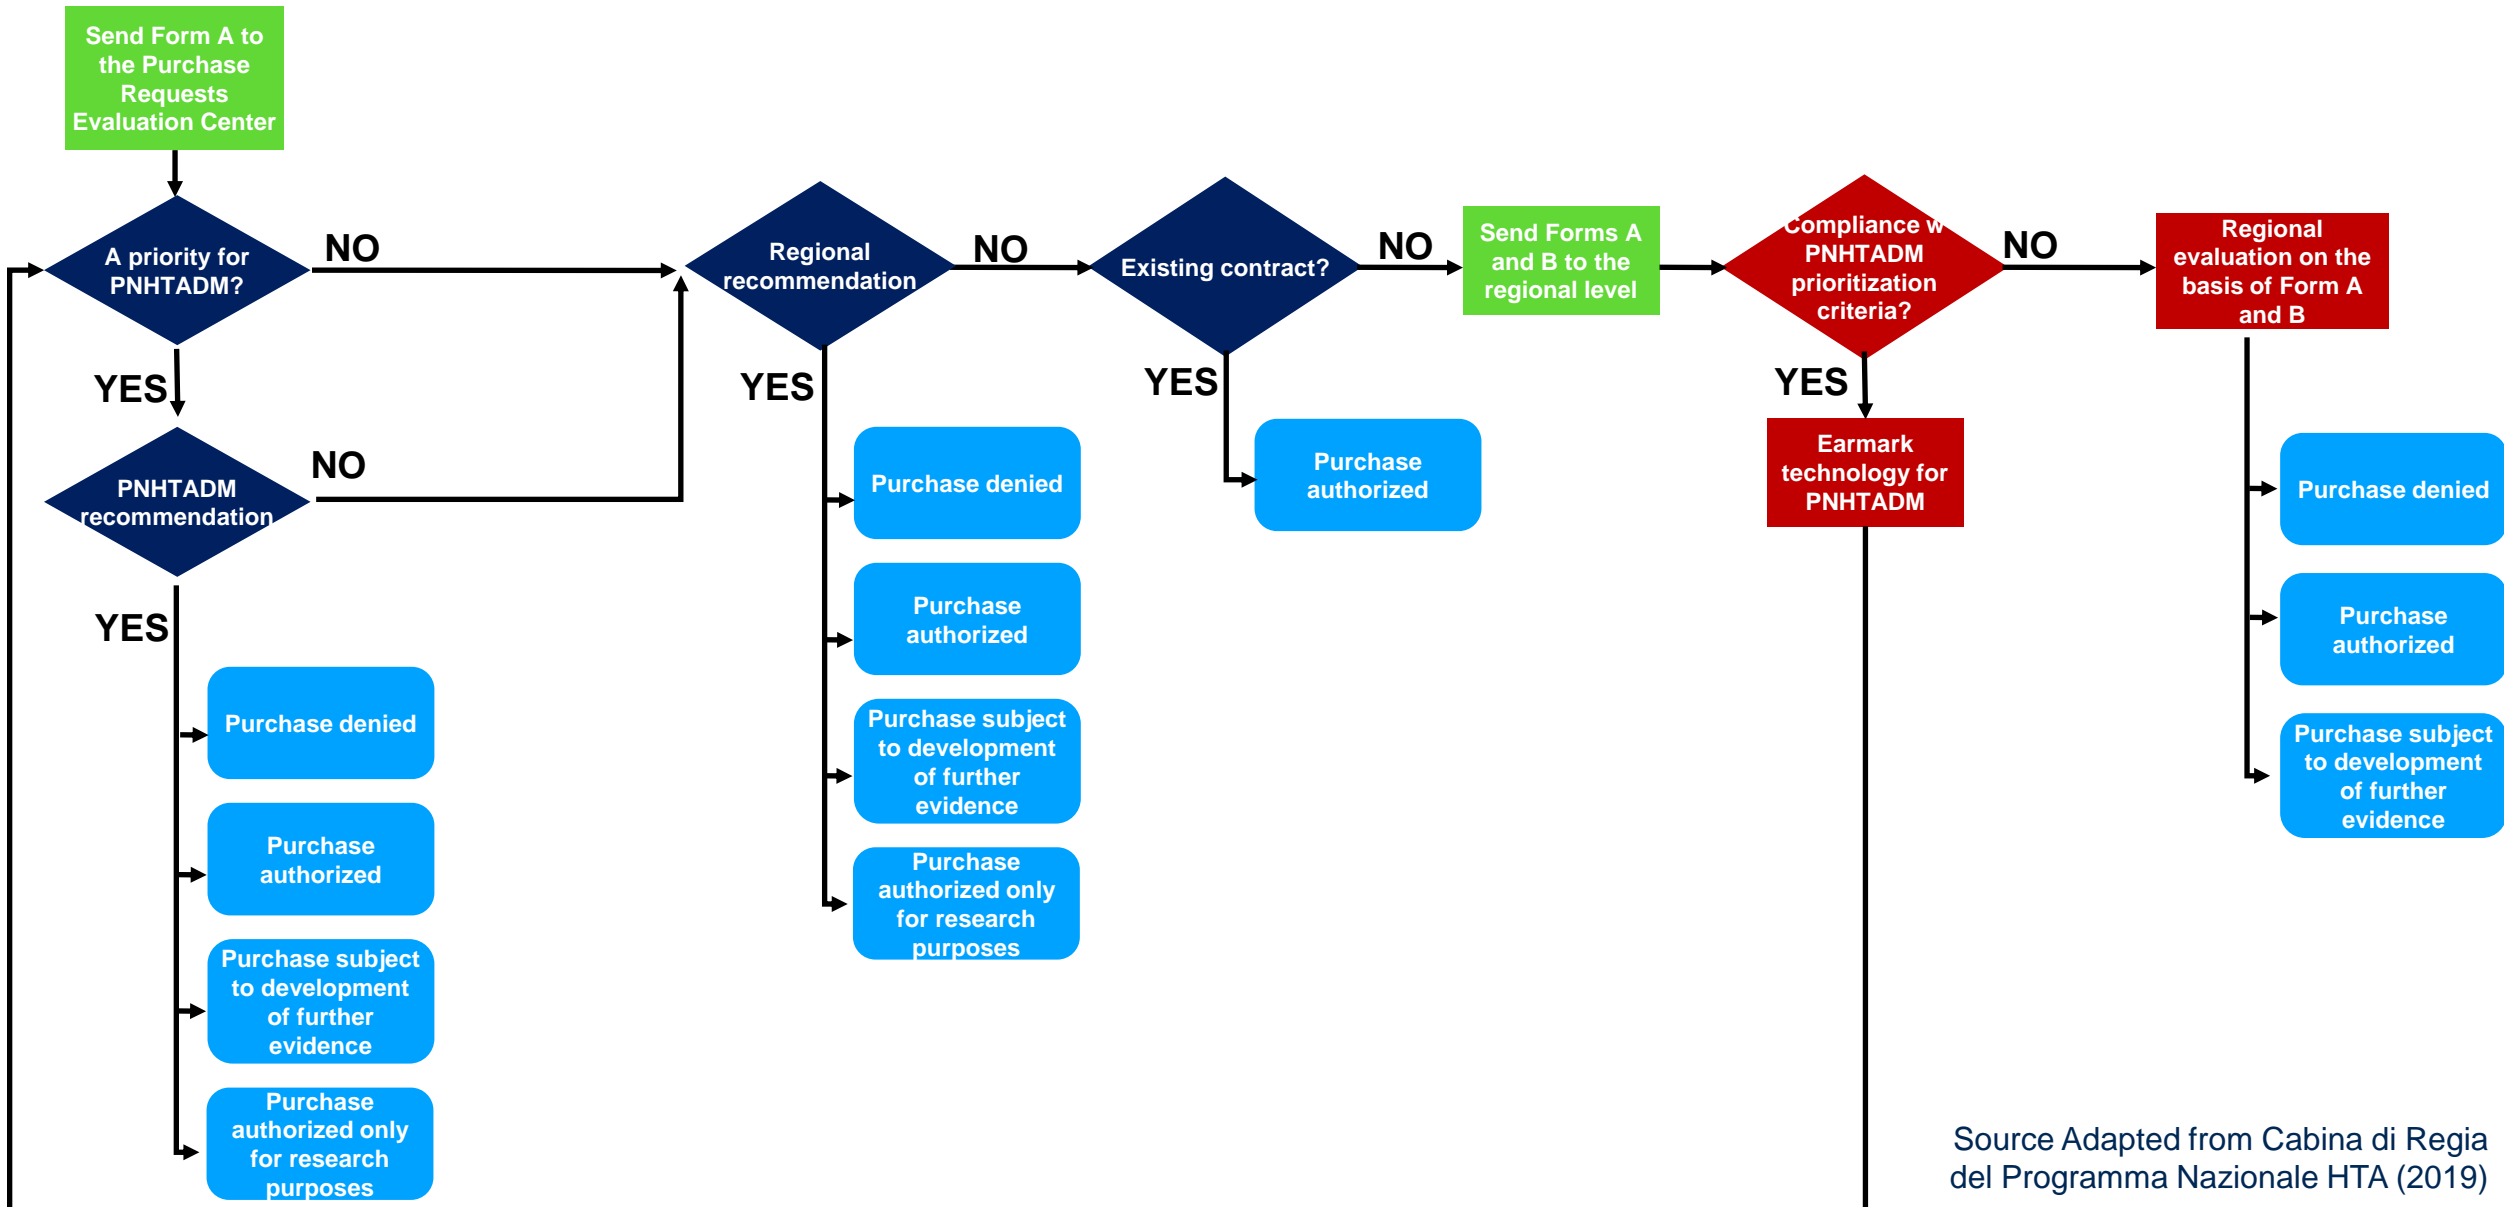 Send Form A to
the Purchase
Requests
Evaluation Center
A priority for
PNHTADM?
NO
YES
PNHTADM
recommendation
NO
YES
Purchase denied
Purchase
authorized
Purchase subject
to development
of further
evidence
Purchase
authorized only
for research
purposes
Regional
recommendation
NO
YES
Purchase denied
Purchase
authorized
Purchase subject
to development
of further
evidence
Purchase
authorized only
for research
purposes
Existing contract?
NO
YES
Purchase
authorized
Send Forms A
and B to the
regional level
Compliance w
PNHTADM
prioritization
criteria?
NO
YES
Earmark
technology for
PNHTADM
Regional
evaluation on the
basis of Form A
and B
Purchase denied
Purchase
authorized
Purchase subject
to development
of further
evidence
Source Adapted from Cabina di Regia
del Programma Nazionale HTA (2019)